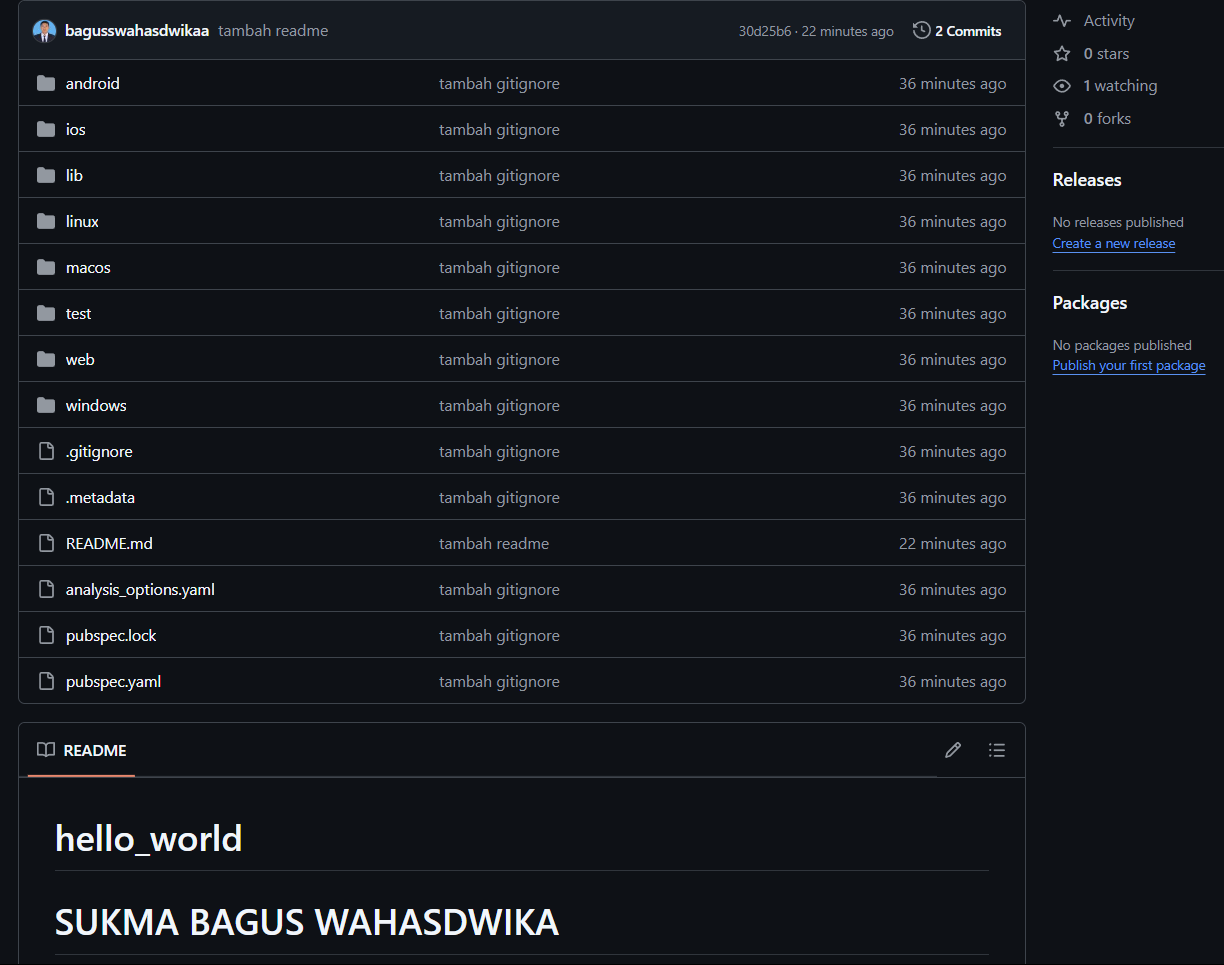 bagusswahasdwikaa tambah readme 30d25b6 · 22 minutes ago 2 Commits
android tambah gitignore 36 minutes ago
ios tambah gitignore 36 minutes ago
lib tambah gitignore 36 minutes ago
linux tambah gitignore 36 minutes ago
macos tambah gitignore 36 minutes ago
test tambah gitignore 36 minutes ago
web tambah gitignore 36 minutes ago
windows tambah gitignore 36 minutes ago
.gitignore tambah gitignore 36 minutes ago
.metadata tambah gitignore 36 minutes ago
README.md tambah readme 22 minutes ago
analysis_options.yaml tambah gitignore 36 minutes ago
pubspec.lock tambah gitignore 36 minutes ago
pubspec.yaml tambah gitignore 36 minutes ago
README
hello_world
SUKMA BAGUS WAHASDWIKA
Activity
0 stars
1 watching
0 forks
Releases
No releases published
Create a new release
Packages
No packages published
Publish your first package